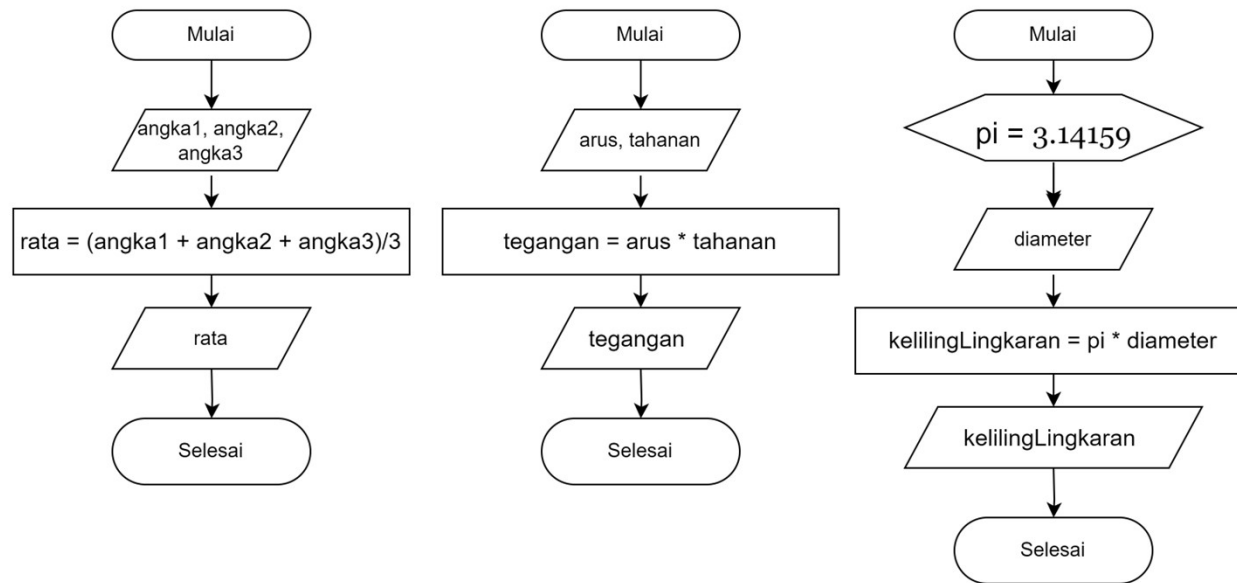 Mulai
angka1, angka2,
angka3
rata = (angka1 + angka2 + angka3)/3
rata
Selesai
Mulai
arus, tahanan
tegangan = arus * tahanan
tegangan
Selesai
Mulai
pi = 3.14159
diameter
kelilingLingkaran = pi * diameter
kelilingLingkaran
Selesai